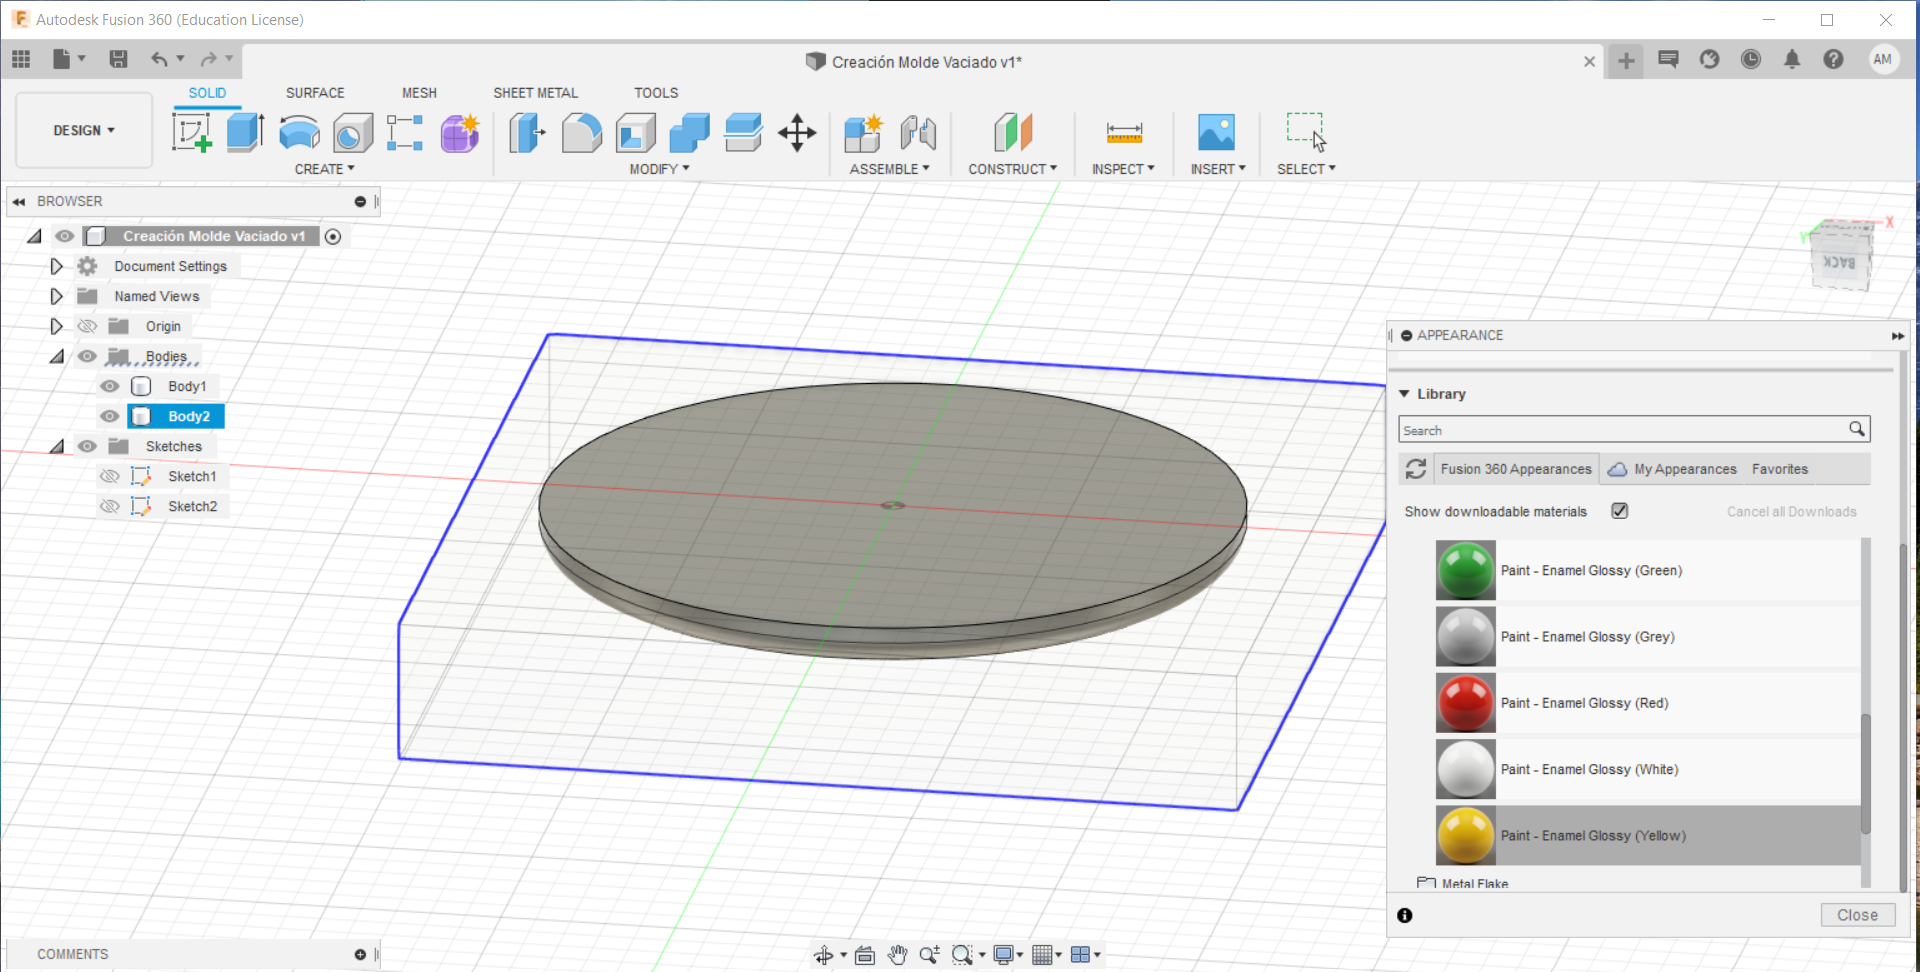 Autodesk Fusion 360 (Education License)
Creación Molde Vaciado v1*
AM
DESIGN
SOLID SURFACE MESH SHEET METAL TOOLS
CREATE MODIFY ASSEMBLE CONSTRUCT INSPECT INSERT SELECT
BROWSER
Creación Molde Vaciado v1
Document Settings
Named Views
Origin
Bodies
Body1
Body2
Sketches
Sketch1
Sketch2
X
Y
BACK
APPEARANCE
Library
Search
Fusion 360 Appearances My Appearances Favorites
Show downloadable materials Cancel all Downloads
Paint - Enamel Glossy (Green)
Paint - Enamel Glossy (Grey)
Paint - Enamel Glossy (Red)
Paint - Enamel Glossy (White)
Paint - Enamel Glossy (Yellow)
Metal Flake
Close
COMMENTS